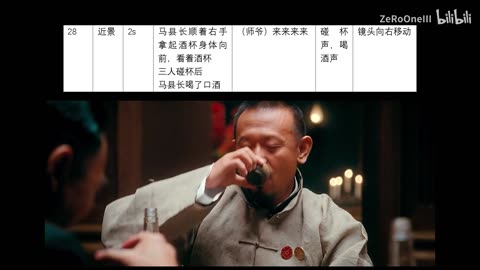 ZeRoOneIII bilibili
28 近景 2s 马县长顺着右手 （师爷）来来来来 碰杯 镜头向右移动
拿起酒杯身体向 声，喝
前，看着酒杯 酒声
三人碰杯后
马县长喝了口酒